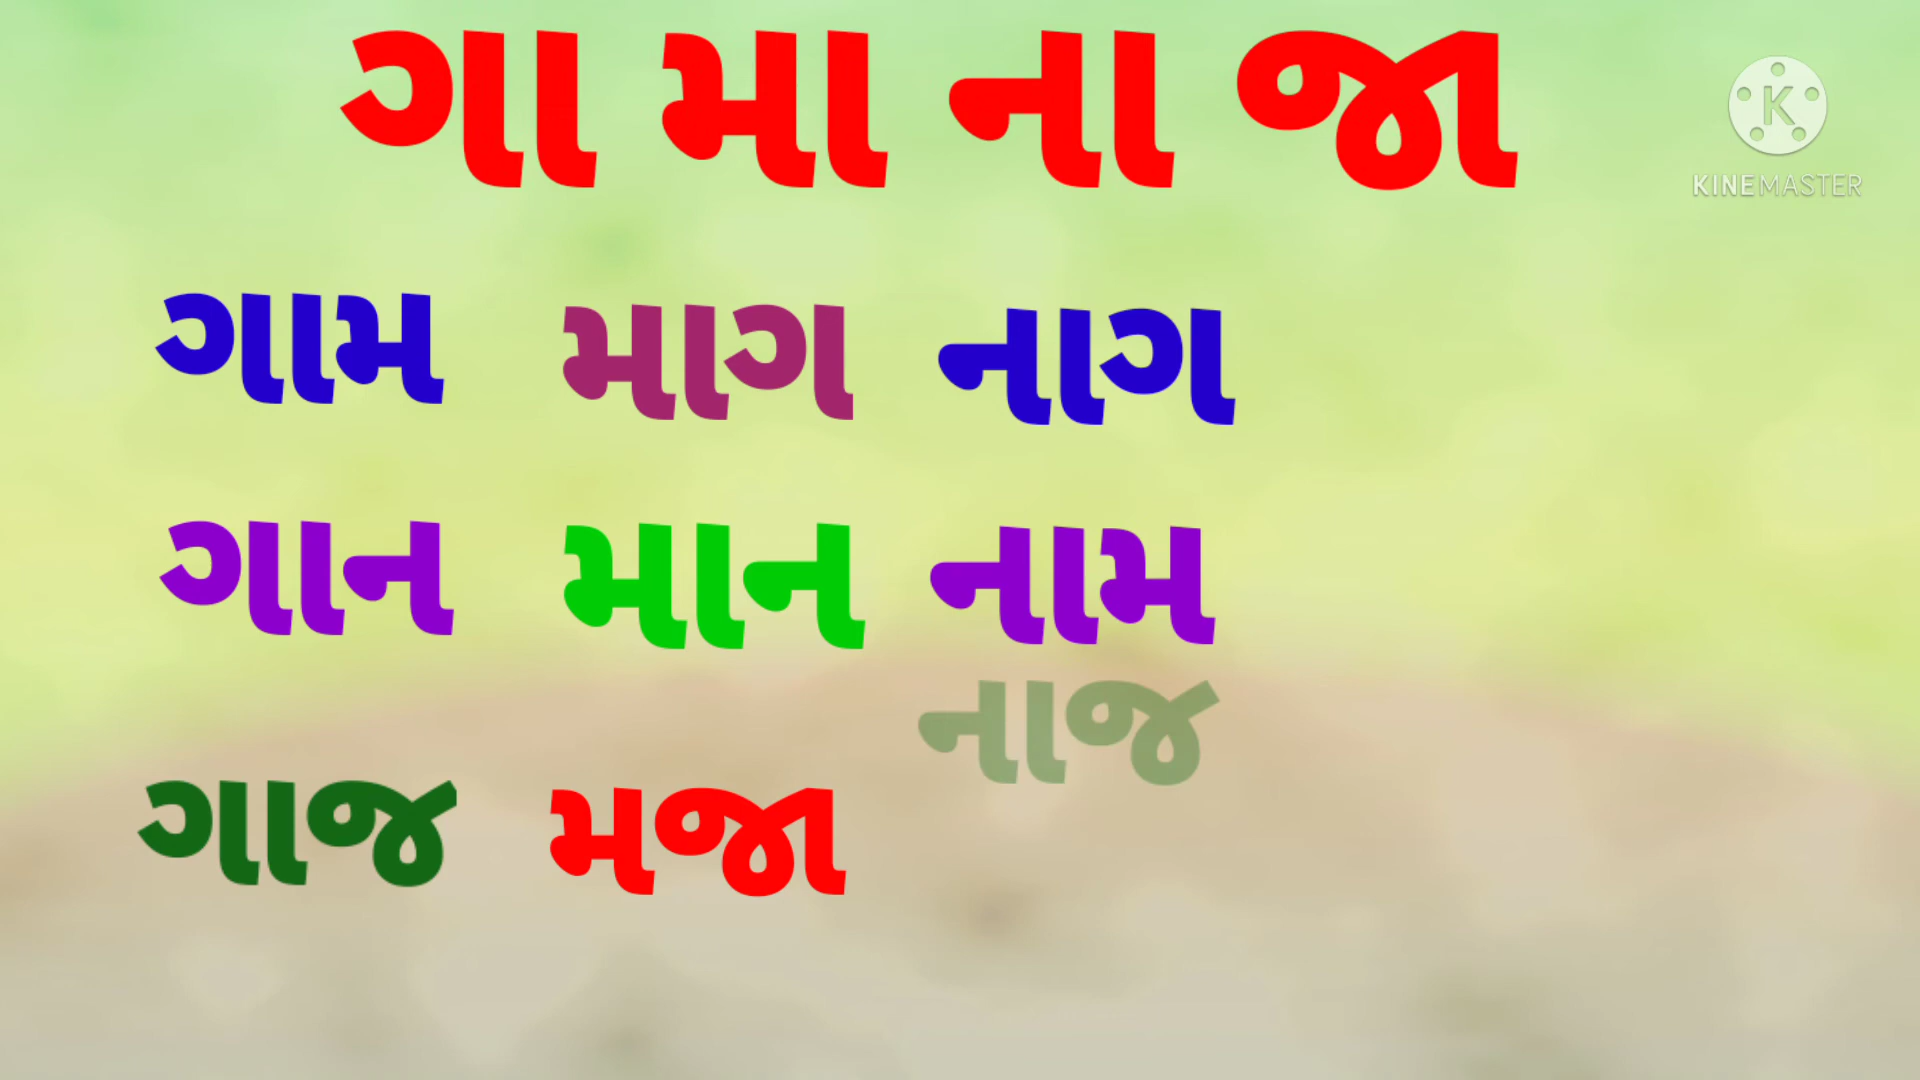 ગા મા ના જા
KINEMASTER
ગામ માગ નાગ
ગાન માન નામ
નાજ
ગાજ મજા